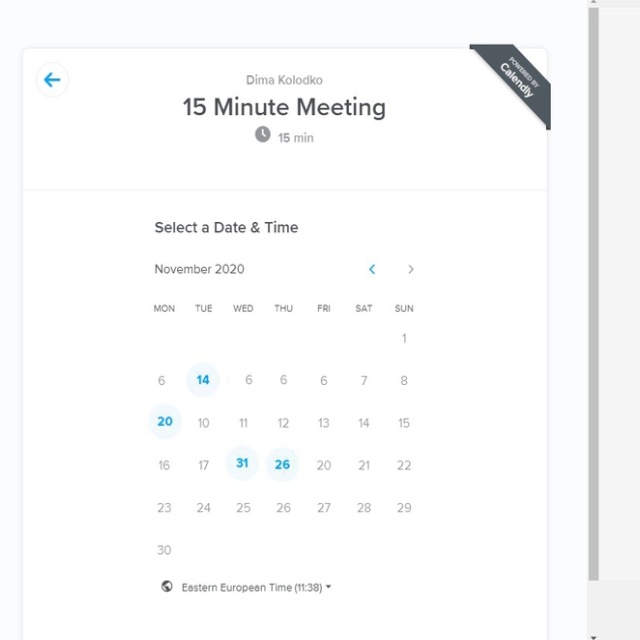 POWERED BY
Calendly
Dima Kolodko
15 Minute Meeting
15 min
Select a Date & Time
November 2020
MON TUE WED THU FRI SAT SUN
1
6 14 6 6 6 7 8
20 10 11 12 13 14 15
16 17 31 26 20 21 22
23 24 25 26 27 28 29
30
Eastern European Time (11:38)